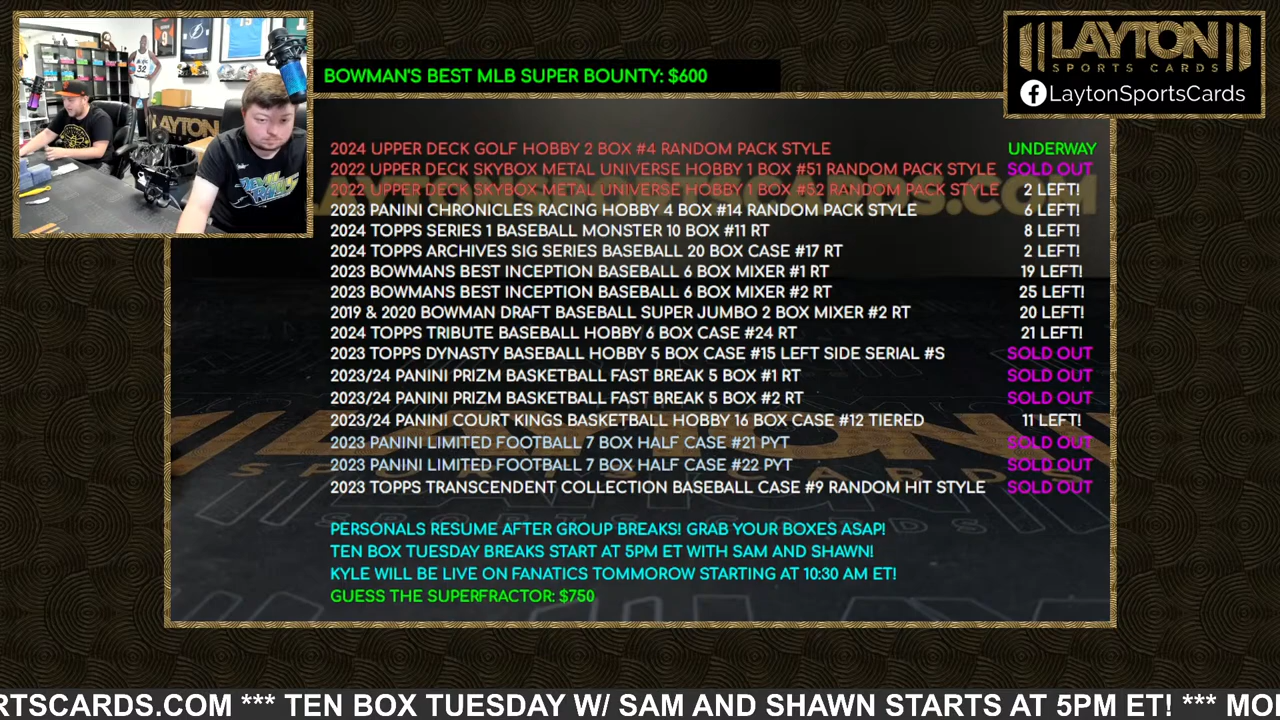 BOWMAN'S BEST MLB SUPER BOUNTY: $600
LAYTON
SPORTS CARDS
LaytonSportsCards
2024 UPPER DECK GOLF HOBBY 2 BOX #4 RANDOM PACK STYLE UNDERWAY
2022 UPPER DECK SKYBOX METAL UNIVERSE HOBBY 1 BOX #51 RANDOM PACK STYLE SOLD OUT
2022 UPPER DECK SKYBOX METAL UNIVERSE HOBBY 1 BOX #52 RANDOM PACK STYLE 2 LEFT!
2023 PANINI CHRONICLES RACING HOBBY 4 BOX #14 RANDOM PACK STYLE 6 LEFT!
2024 TOPPS SERIES 1 BASEBALL MONSTER 10 BOX #11 RT 8 LEFT!
2024 TOPPS ARCHIVES SIG SERIES BASEBALL 20 BOX CASE #17 RT 2 LEFT!
2023 BOWMANS BEST INCEPTION BASEBALL 6 BOX MIXER #1 RT 19 LEFT!
2023 BOWMANS BEST INCEPTION BASEBALL 6 BOX MIXER #2 RT 25 LEFT!
2019 & 2020 BOWMAN DRAFT BASEBALL SUPER JUMBO 2 BOX MIXER #2 RT 20 LEFT!
2024 TOPPS TRIBUTE BASEBALL HOBBY 6 BOX CASE #24 RT 21 LEFT!
2023 TOPPS DYNASTY BASEBALL HOBBY 5 BOX CASE #15 LEFT SIDE SERIAL #S SOLD OUT
2023/24 PANINI PRIZM BASKETBALL FAST BREAK 5 BOX #1 RT SOLD OUT
2023/24 PANINI PRIZM BASKETBALL FAST BREAK 5 BOX #2 RT SOLD OUT
2023/24 PANINI COURT KINGS BASKETBALL HOBBY 16 BOX CASE #12 TIERED 11 LEFT!
2023 PANINI LIMITED FOOTBALL 7 BOX HALF CASE #21 PYT SOLD OUT
2023 PANINI LIMITED FOOTBALL 7 BOX HALF CASE #22 PYT SOLD OUT
2023 TOPPS TRANSCENDENT COLLECTION BASEBALL CASE #9 RANDOM HIT STYLE SOLD OUT
PERSONALS RESUME AFTER GROUP BREAKS! GRAB YOUR BOXES ASAP!
TEN BOX TUESDAY BREAKS START AT 5PM ET WITH SAM AND SHAWN!
KYLE WILL BE LIVE ON FANATICS TOMMOROW STARTING AT 10:30 AM ET!
GUESS THE SUPERFRACTOR: $750
RTSCARDS.COM *** TEN BOX TUESDAY W/ SAM AND SHAWN STARTS AT 5PM ET! *** MO